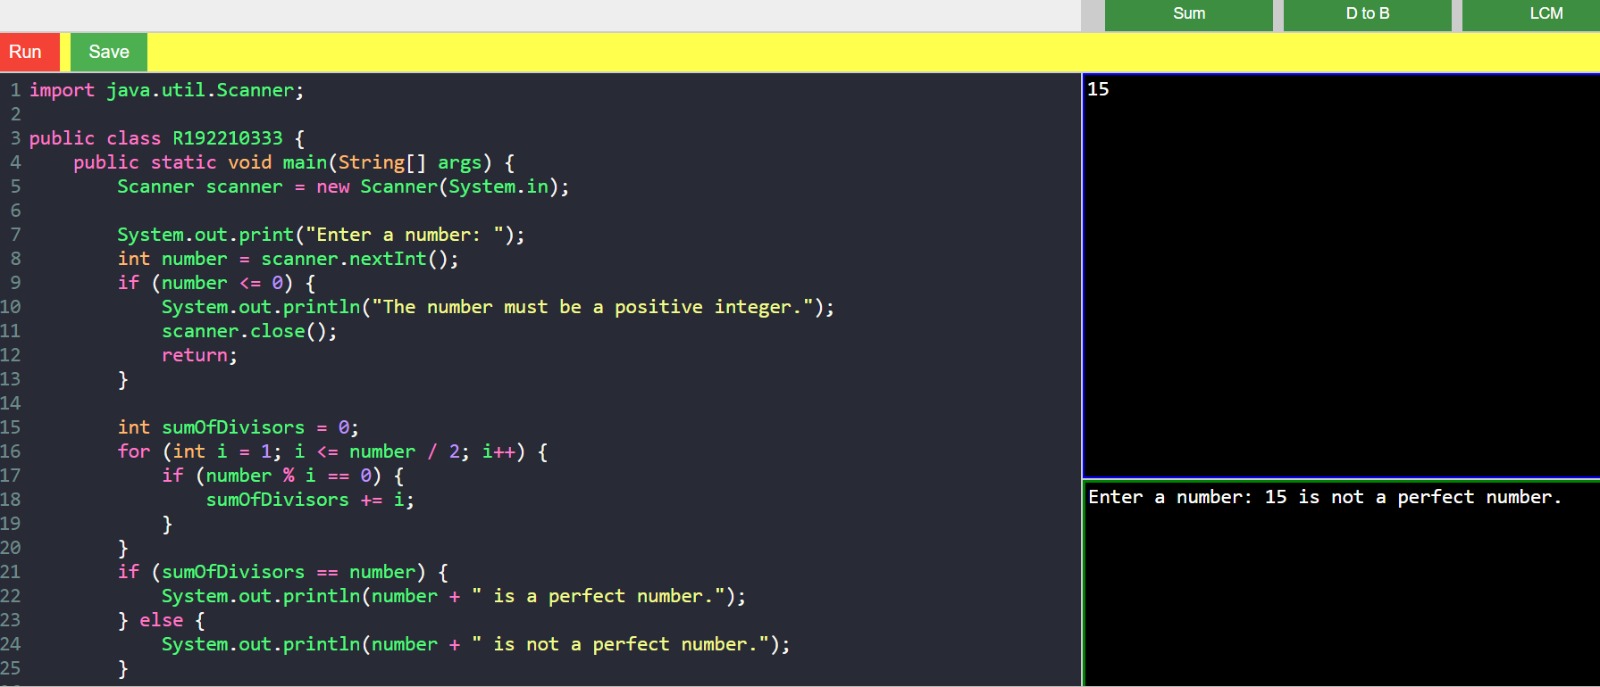 Sum
D to B
LCM
Run
Save
1 import java.util.Scanner;
2
3 public class R192210333 {
4     public static void main(String[] args) {
5         Scanner scanner = new Scanner(System.in);
6
7         System.out.print("Enter a number: ");
8         int number = scanner.nextInt();
9         if (number <= 0) {
10             System.out.println("The number must be a positive integer.");
11             scanner.close();
12             return;
13         }
14
15         int sumOfDivisors = 0;
16         for (int i = 1; i <= number / 2; i++) {
17             if (number % i == 0) {
18                 sumOfDivisors += i;
19             }
20         }
21         if (sumOfDivisors == number) {
22             System.out.println(number + " is a perfect number.");
23         } else {
24             System.out.println(number + " is not a perfect number.");
25         }
15
Enter a number: 15 is not a perfect number.